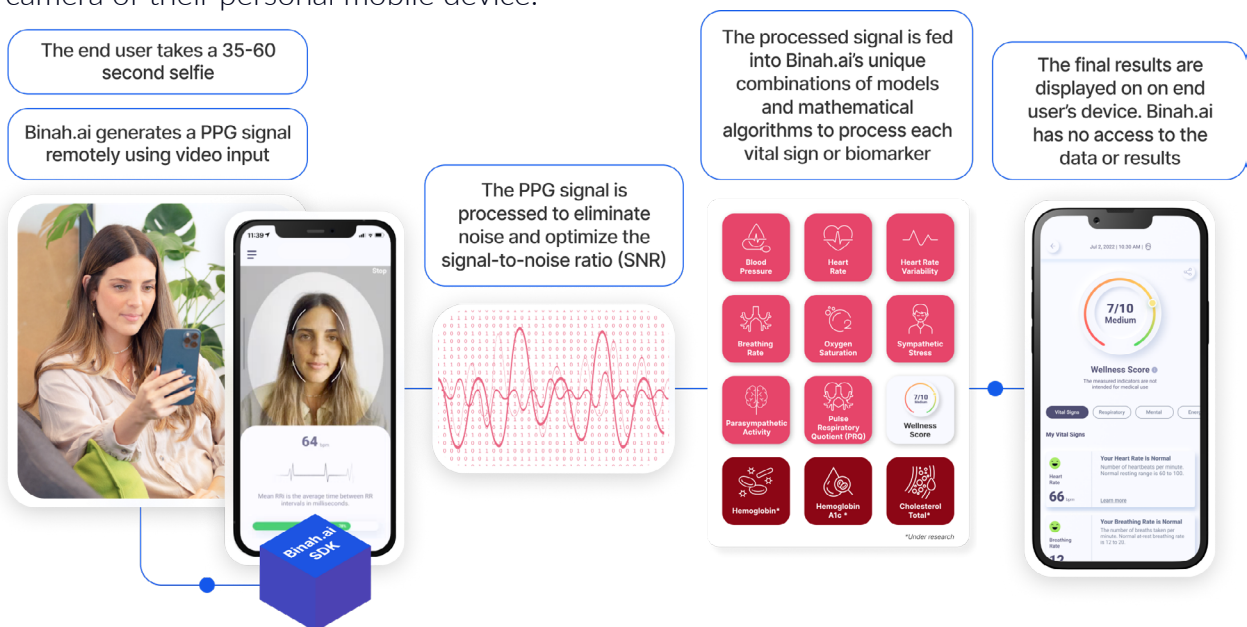 camera of their personal mobile device.
The end user takes a 35-60
second selfie
Binah.ai generates a PPG signal
remotely using video input
11:39
Stop
64 bpm
Mean RRi is the average time between RR
intervals in milliseconds.
Binah.ai
SDK
The PPG signal is
processed to eliminate
noise and optimize the
signal-to-noise ratio (SNR)
The processed signal is fed
into Binah.ai's unique
combinations of models
and mathematical
algorithms to process each
vital sign or biomarker
Blood
Pressure
Heart
Rate
Heart Rate
Variability
Breathing
Rate
Oxygen
Saturation
Sympathetic
Stress
Parasympathetic
Activity
Pulse
Respiratory
Quotient (PRQ)
7/10
Medium
Wellness
Score
Hemoglobin*
Hemoglobin
A1c *
Cholesterol
Total*
*Under research
The final results are
displayed on on end
user's device. Binah.ai
has no access to the
data or results
Jul 2, 2022 | 10:30 AM |
7/10
Medium
Wellness Score
The measured indicators are not
intended for medical use
Vital Signs
Respiratory
Mental
My Vital Signs
Heart
Rate
66 bpm
Your Heart Rate is Normal
Number of heartbeats per minute.
Normal resting range is 60 to 100.
Learn more
Breathing
Rate
12
Your Breathing Rate is Normal
The number of breaths taken per
minute. Normal at-rest breathing rate
is 12 to 20.